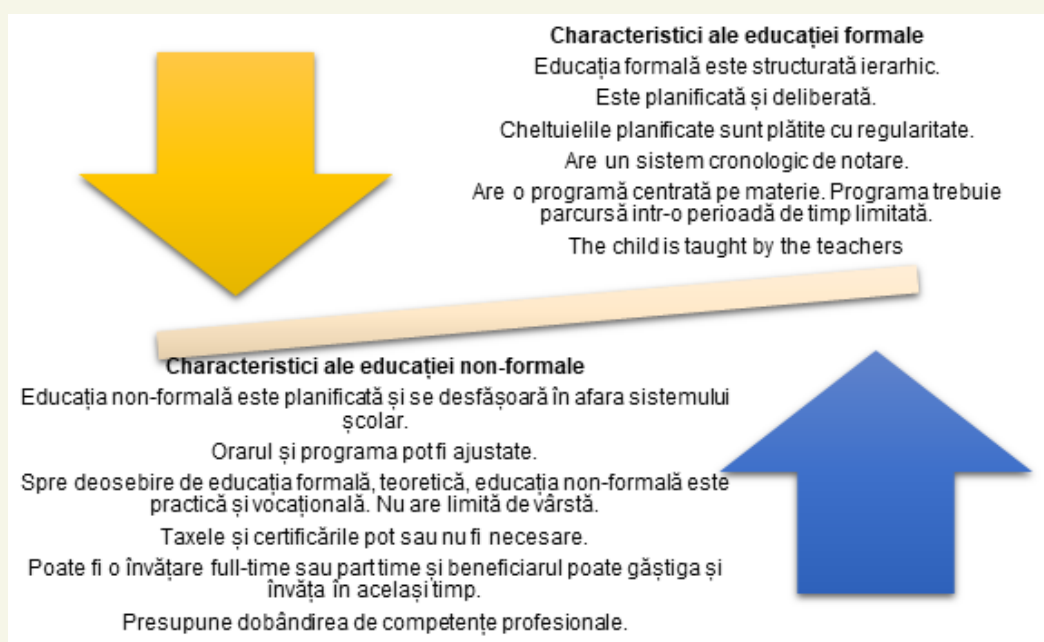 Characteristici ale educației formale
Educația formală este structurată ierarhic.
Este planificată și deliberată.
Cheltuielile planificate sunt plătite cu regularitate.
Are un sistem cronologic de notare.
Are o programă centrată pe materie. Programa trebuie
parcursă intr-o perioadă de timp limitată.
The child is taught by the teachers
Characteristici ale educației non-formale
Educația non-formală este planificată și se desfășoară în afara sistemului
școlar.
Orarul și programa pot fi ajustate.
Spre deosebire de educația formală, teoretică, educația non-formală este
practică și vocațională. Nu are limită de vârstă.
Taxele și certificările pot sau nu fi necesare.
Poate fi o învățare full-time sau part time și beneficiarul poate găștiga și
învăța în același timp.
Presupune dobândirea de competențe profesionale.